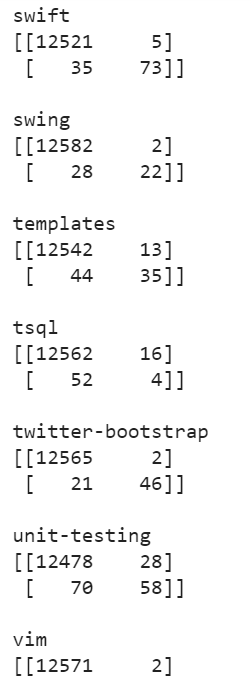 swift
[[12521     5]
 [   35    73]]
swing
[[12582     2]
 [   28    22]]
templates
[[12542    13]
 [   44    35]]
tsql
[[12562    16]
 [   52     4]]
twitter-bootstrap
[[12565     2]
 [   21    46]]
unit-testing
[[12478    28]
 [   70    58]]
vim
[[12571     2]